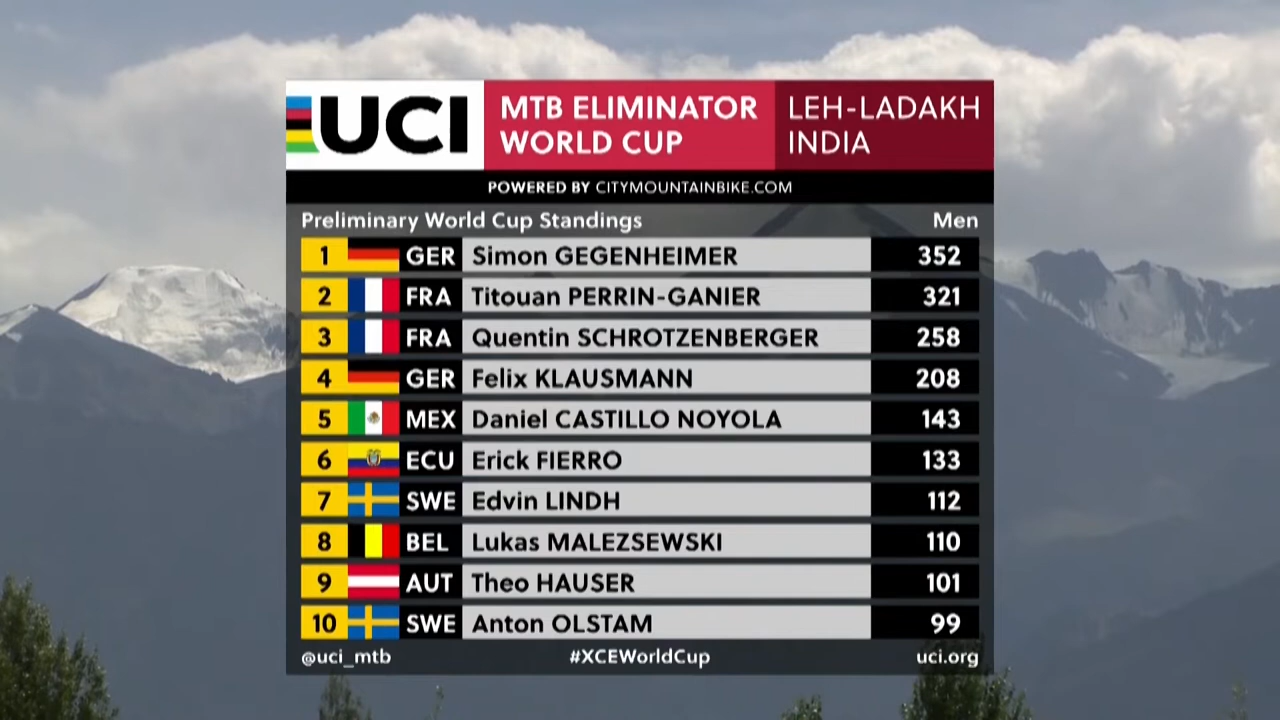 UCI
MTB ELIMINATOR
WORLD CUP
LEH-LADAKH
INDIA
POWERED BY CITYMOUNTAINBIKE.COM
Preliminary World Cup Standings Men
1 GER Simon GEGENHEIMER 352
2 FRA Titouan PERRIN-GANIER 321
3 FRA Quentin SCHROTZENBERGER 258
4 GER Felix KLAUSMANN 208
5 MEX Daniel CASTILLO NOYOLA 143
6 ECU Erick FIERRO 133
7 SWE Edvin LINDH 112
8 BEL Lukas MALEZSEWSKI 110
9 AUT Theo HAUSER 101
10 SWE Anton OLSTAM 99
@uci_mtb #XCEWorldCup uci.org